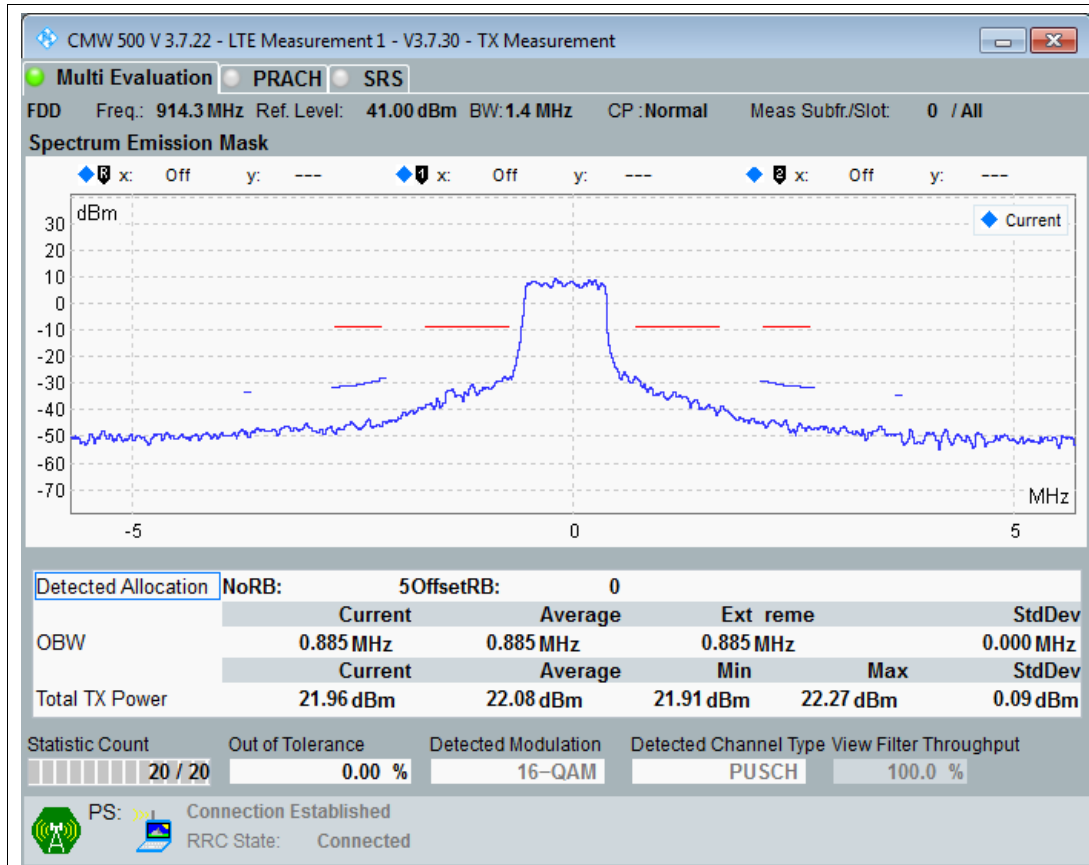 CMW 500 V 3.7.22 - LTE Measurement 1 - V3.7.30 - TX Measurement
Multi Evaluation PRACH SRS
FDD Freq.: 914.3 MHz Ref. Level: 41.00 dBm BW: 1.4 MHz CP : Normal Meas Subfr./Slot: 0 / All
Spectrum Emission Mask
R x: Off y: --- 1 x: Off y: --- 2 x: Off y: ---
dBm
Current
30
20
10
0
-10
-20
-30
-40
-50
-60
-70
MHz
-5 0 5
Detected Allocation NoRB: 5 OffsetRB: 0
Current Average Ext reme StdDev
OBW 0.885 MHz 0.885 MHz 0.885 MHz 0.000 MHz
Current Average Min Max StdDev
Total TX Power 21.96 dBm 22.08 dBm 21.91 dBm 22.27 dBm 0.09 dBm
Statistic Count Out of Tolerance Detected Modulation Detected Channel Type View Filter Throughput
20 / 20 0.00 % 16-QAM PUSCH 100.0 %
PS: Connection Established
RRC State: Connected